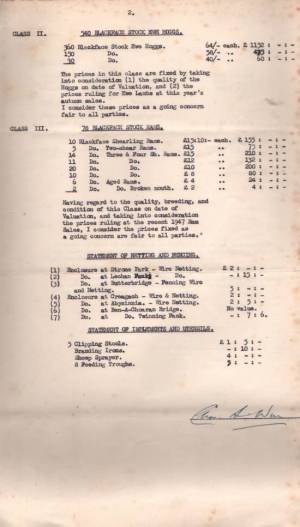 2.
CLASS II. 540 BLACKFACE STOCK EWE HOGGS.
360 Blackface Stock Ewe Hoggs. 64/- each. £ 1152 : - : -
150 Do. 58/- .. 435 : - : -
30 Do. 40/- .. 60 : - : -
The prices in this class are fixed by taking
into consideration (1) the quality of the
Hoggs on date of Valuation, and (2) the
prices ruling for Ewe Lambs at this year's
autumn sales.
I consider these prices as a going concern
fair to all parties.
CLASS III. 78 BLACKFACE STOCK RAMS.
10 Blackface Shearling Rams. £15:10:- each. £ 155 : - : -
5 Do. Two-shear Rams. £15 .. 75 : - : -
14 Do. Three & Four Sh. Rams. £15 .. 210 : - : -
11 Do. Do. £12 .. 132 : - : -
20 Do. Do. £10 .. 200 : - : -
10 Do. Do. £ 8 .. 80 : - : -
6 Do. Aged Rams. £ 4 .. 24 : - : -
2 Do. Do. Broken mouth. £ 2 .. 4 : - : -
Having regard to the quality, breeding, and
condition of this Class on date of
Valuation, and taking into consideration
the prices ruling at the recent 1947 Ram
Sales, I consider the prices fixed as
a going concern fair to all parties.
STATEMENT OF NETTING AND FENCING.
(1) Enclosure at Strone Park - Wire Netting. £ 2 : - : -
(2) Do. at Lochan - Do. - : 15 : -
(3) Do. at Butterbridge - Fencing Wire
and Netting. 5 : - : -
(4) Enclosure at Creagach - Wire & Netting. 2 : - : -
(5) Do. at Abyssinia. - Wire Netting. 2 : 5 : -
(6) Do. at Ben-A-Chouran Bridge. No value.
(7) Do. at Do. Twinning Fank. - : 7 : 6
STATEMENT OF IMPLEMENTS AND UTENSILS.
5 Clipping Stools. £ 1 : 5 : -
Branding Irons. - : 10 : -
Sheep Sprayer. 4 : - : -
8 Feeding Troughs. 5 : - : -